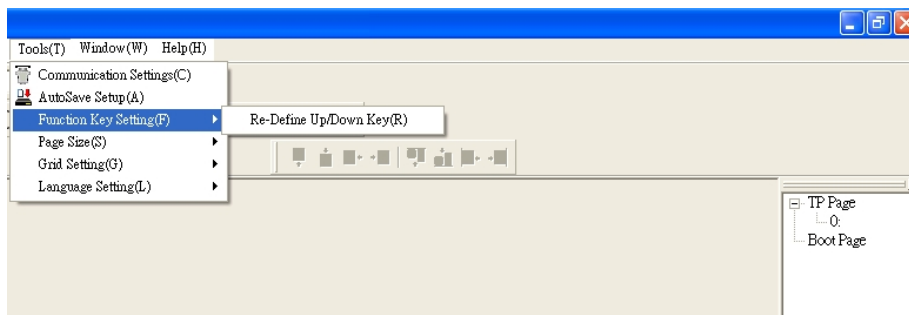 Tools(T) Window(W) Help(H)
Communication Settings(C)
AutoSave Setup(A)
Function Key Setting(F)
Re-Define Up/Down Key(R)
Page Size(S)
Grid Setting(G)
Language Setting(L)
TP Page
0:
Boot Page